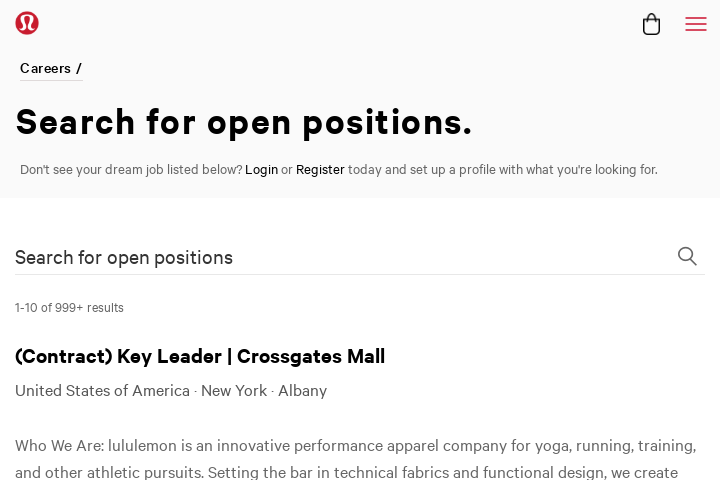 Careers /
Search for open positions.
Don't see your dream job listed below? Login or Register today and set up a profile with what you're looking for.
Search for open positions
1-10 of 999+ results
(Contract) Key Leader | Crossgates Mall
United States of America · New York · Albany
Who We Are: lululemon is an innovative performance apparel company for yoga, running, training,
and other athletic pursuits. Setting the bar in technical fabrics and functional design, we create